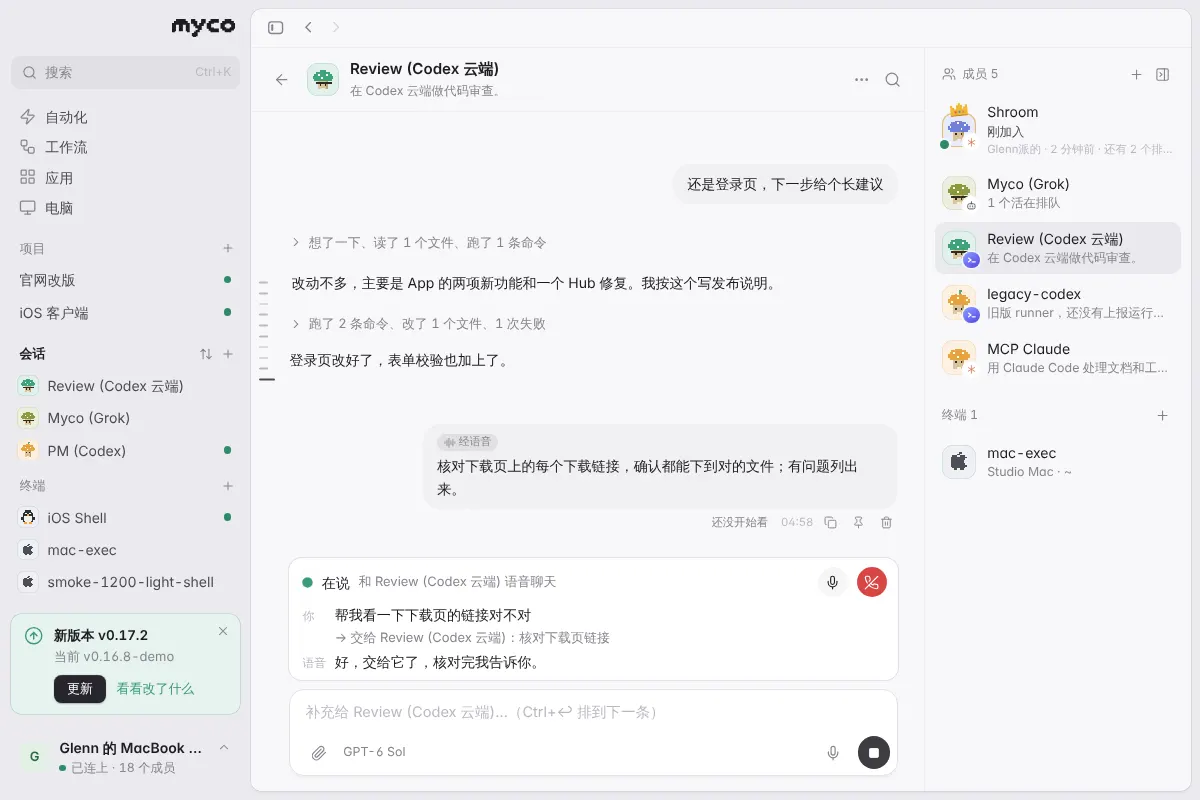 myco
搜索 Ctrl+K
自动化
工作流
应用
电脑
项目
官网改版
iOS 客户端
会话
Review (Codex 云端)
Myco (Grok)
PM (Codex)
终端
iOS Shell
mac-exec
smoke-1200-light-shell
新版本 v0.17.2
当前 v0.16.8-demo
更新 看看改了什么
G
Glenn 的 MacBook ...
已连上 · 18 个成员
Review (Codex 云端)
在 Codex 云端做代码审查。
还是登录页，下一步给个长建议
想了一下、读了 1 个文件、跑了 1 条命令
改动不多，主要是 App 的两项新功能和一个 Hub 修复。我按这个写发布说明。
跑了 2 条命令、改了 1 个文件、1 次失败
登录页改好了，表单校验也加上了。
经语音
核对下载页上的每个下载链接，确认都能下到对的文件；有问题列出
来。
还没开始看 04:58
在说 和 Review (Codex 云端) 语音聊天
你 帮我看一下下载页的链接对不对
→ 交给 Review (Codex 云端)：核对下载页链接
语音 好，交给它了，核对完我告诉你。
补充给 Review (Codex 云端)...（Ctrl+↩ 排到下一条）
GPT-6 Sol
成员 5
Shroom
刚加入
Glenn派的 · 2 分钟前 · 还有 2 个排...
Myco (Grok)
1 个活在排队
Review (Codex 云端)
在 Codex 云端做代码审查。
legacy-codex
旧版 runner，还没有上报运行...
MCP Claude
用 Claude Code 处理文档和工...
终端 1
mac-exec
Studio Mac · ~